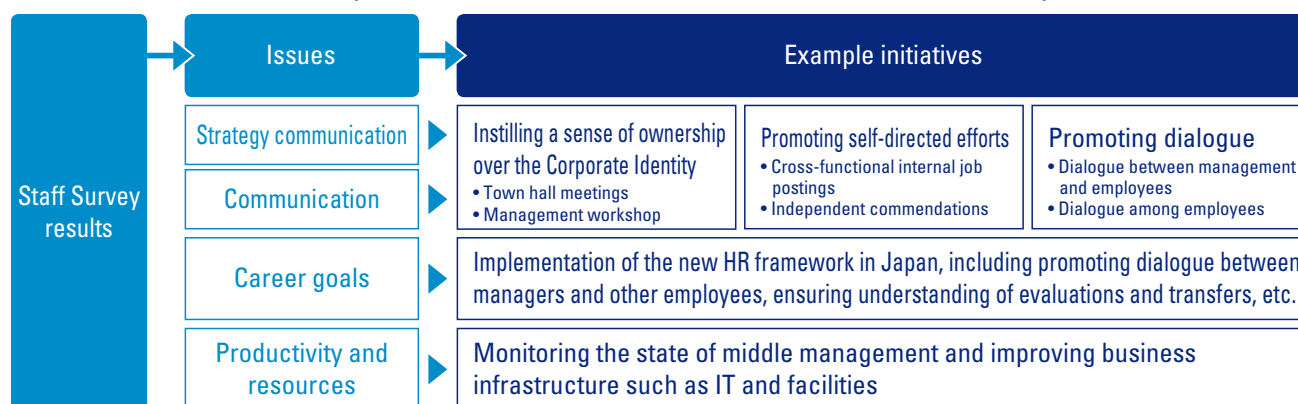 Staff Survey
results
Issues
Example initiatives
Strategy communication
Communication
Instilling a sense of ownership
over the Corporate Identity
• Town hall meetings
• Management workshop
Promoting self-directed efforts
• Cross-functional internal job
postings
• Independent commendations
Promoting dialogue
• Dialogue between management
and employees
• Dialogue among employees
Career goals
Implementation of the new HR framework in Japan, including promoting dialogue between
managers and other employees, ensuring understanding of evaluations and transfers, etc.
Productivity and
resources
Monitoring the state of middle management and improving business
infrastructure such as IT and facilities